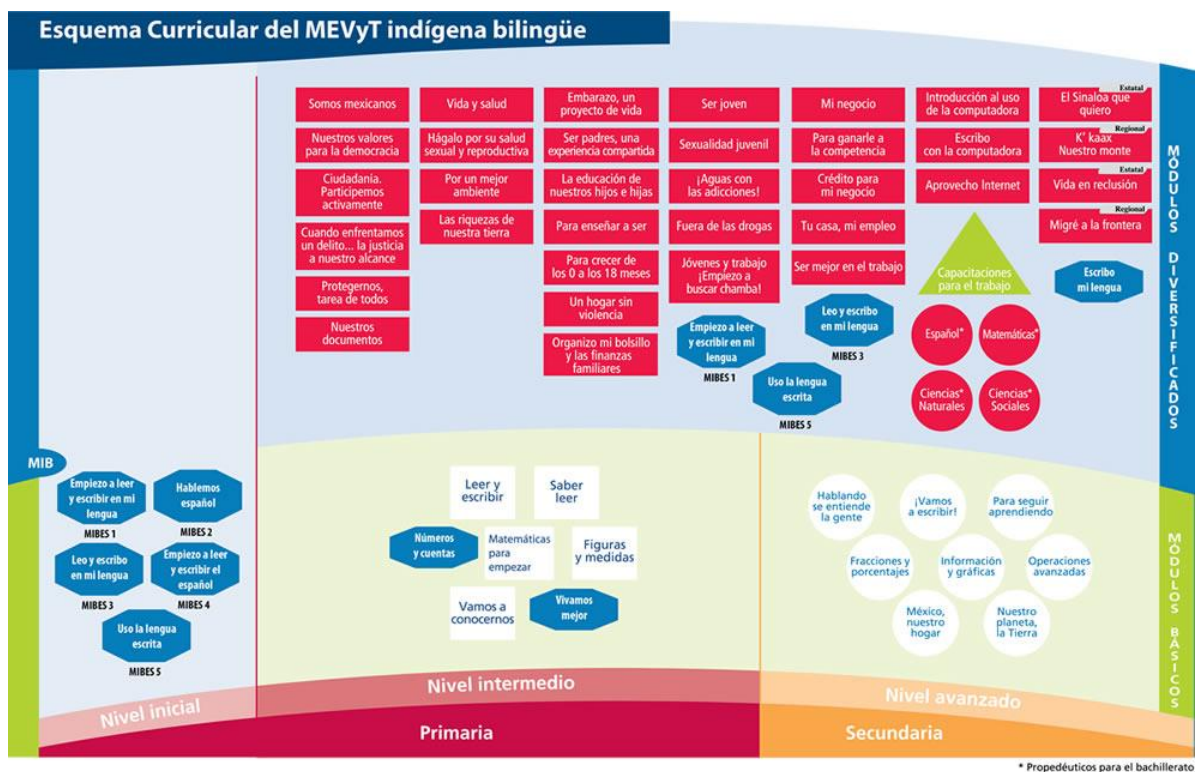 Esquema Curricular del MEVyT indígena bilingüe
Somos mexicanos
Nuestros valores
para la democracia
Ciudadanía.
Participemos
activamente
Cuando enfrentamos
un delito... la justicia
a nuestro alcance
Protegernos,
tarea de todos
Nuestros
documentos
Vida y salud
Hágalo por su salud
sexual y reproductiva
Por un mejor
ambiente
Las riquezas de
nuestra tierra
Embarazo, un
proyecto de vida
Ser padres, una
experiencia compartida
La educación de
nuestros hijos e hijas
Para enseñar a ser
Para crecer de
los 0 a los 18 meses
Un hogar sin
violencia
Organizo mi bolsillo
y las finanzas
familiares
Ser joven
Sexualidad juvenil
¡Aguas con
las adicciones!
Fuera de las drogas
Jóvenes y trabajo
¡Empiezo a
buscar chamba!
Empiezo a leer
y escribir en mi
lengua
MIBES 1
Mi negocio
Para ganarle a
la competencia
Crédito para
mi negocio
Tu casa, mi empleo
Ser mejor en el trabajo
Leo y escribo
en mi lengua
MIBES 3
Uso la lengua
escrita
MIBES 5
Introducción al uso
de la computadora
Escribo
con la computadora
Aprovecho Internet
Capacitaciones
para el trabajo
Español*
Matemáticas*
Ciencias*
Naturales
Ciencias*
Sociales
Estatal
El Sinaloa que
quiero
Regional
K' kaax
Nuestro monte
Estatal
Vida en reclusión
Regional
Migré a la frontera
Escribo
mi lengua
MÓDULOS DIVERSIFICADOS
MIB
Empiezo a leer
y escribir en mi
lengua
MIBES 1
Hablemos
español
MIBES 2
Leo y escribo
en mi lengua
MIBES 3
Empiezo a leer
y escribir el
español
MIBES 4
Uso la lengua
escrita
MIBES 5
Leer y
escribir
Saber
leer
Números
y cuentas
Matemáticas
para
empezar
Figuras
y medidas
Vamos a
conocernos
Vivamos
mejor
Hablando
se entiende
la gente
¡Vamos
a escribir!
Para seguir
aprendiendo
Fracciones y
porcentajes
Información
y gráficas
Operaciones
avanzadas
México,
nuestro
hogar
Nuestro
planeta,
la Tierra
MÓDULOS BÁSICOS
Nivel inicial
Nivel intermedio
Nivel avanzado
Primaria
Secundaria
* Propedéuticos para el bachillerato